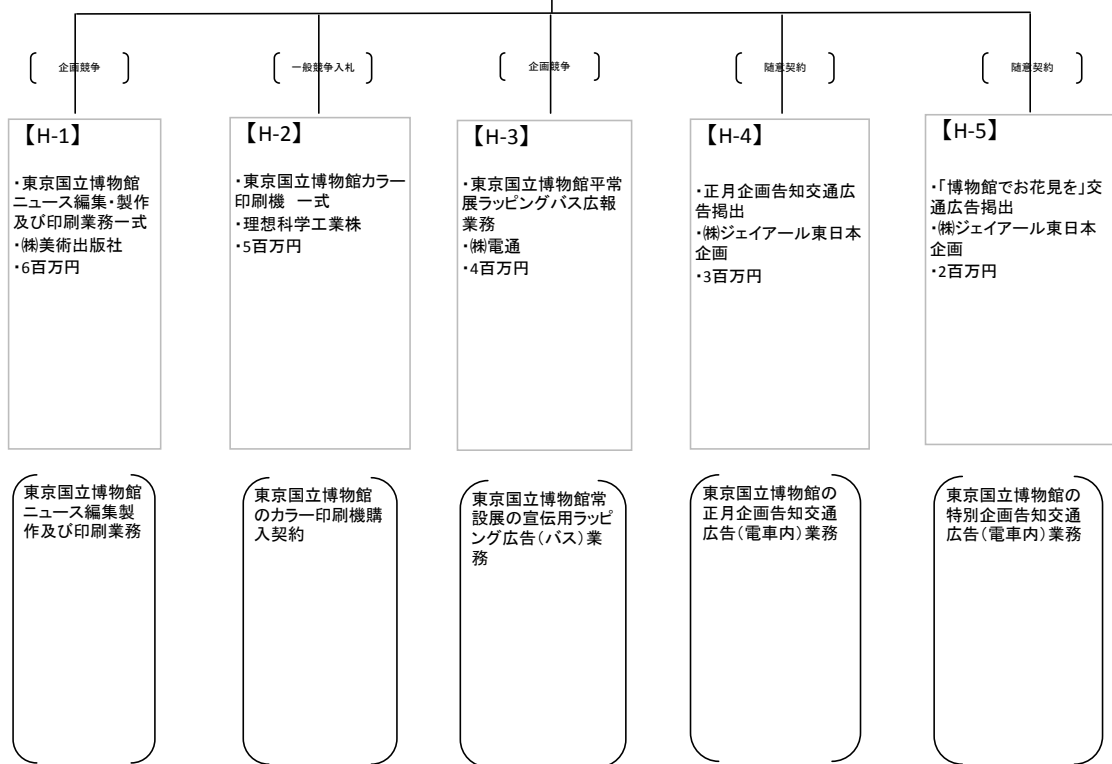 企画競争
一般競争入札
企画競争
随意契約
随意契約
【H-1】
・東京国立博物館
ニュース編集・製作
及び印刷業務一式
・㈱美術出版社
・6百万円
【H-2】
・東京国立博物館カラー
印刷機 一式
・理想科学工業株
・5百万円
【H-3】
・東京国立博物館平常
展ラッピングバス広報
業務
・㈱電通
・4百万円
【H-4】
・正月企画告知交通広
告掲出
・㈱ジェイアール東日本
企画
・3百万円
【H-5】
・「博物館でお花見を」交
通広告掲出
・㈱ジェイアール東日本
企画
・2百万円
東京国立博物館
ニュース編集製
作及び印刷業務
東京国立博物館
のカラー印刷機購
入契約
東京国立博物館常
設展の宣伝用ラッピ
ング広告（バス）業
務
東京国立博物館の
正月企画告知交通
広告（電車内）業務
東京国立博物館の
特別企画告知交通
広告（電車内）業務